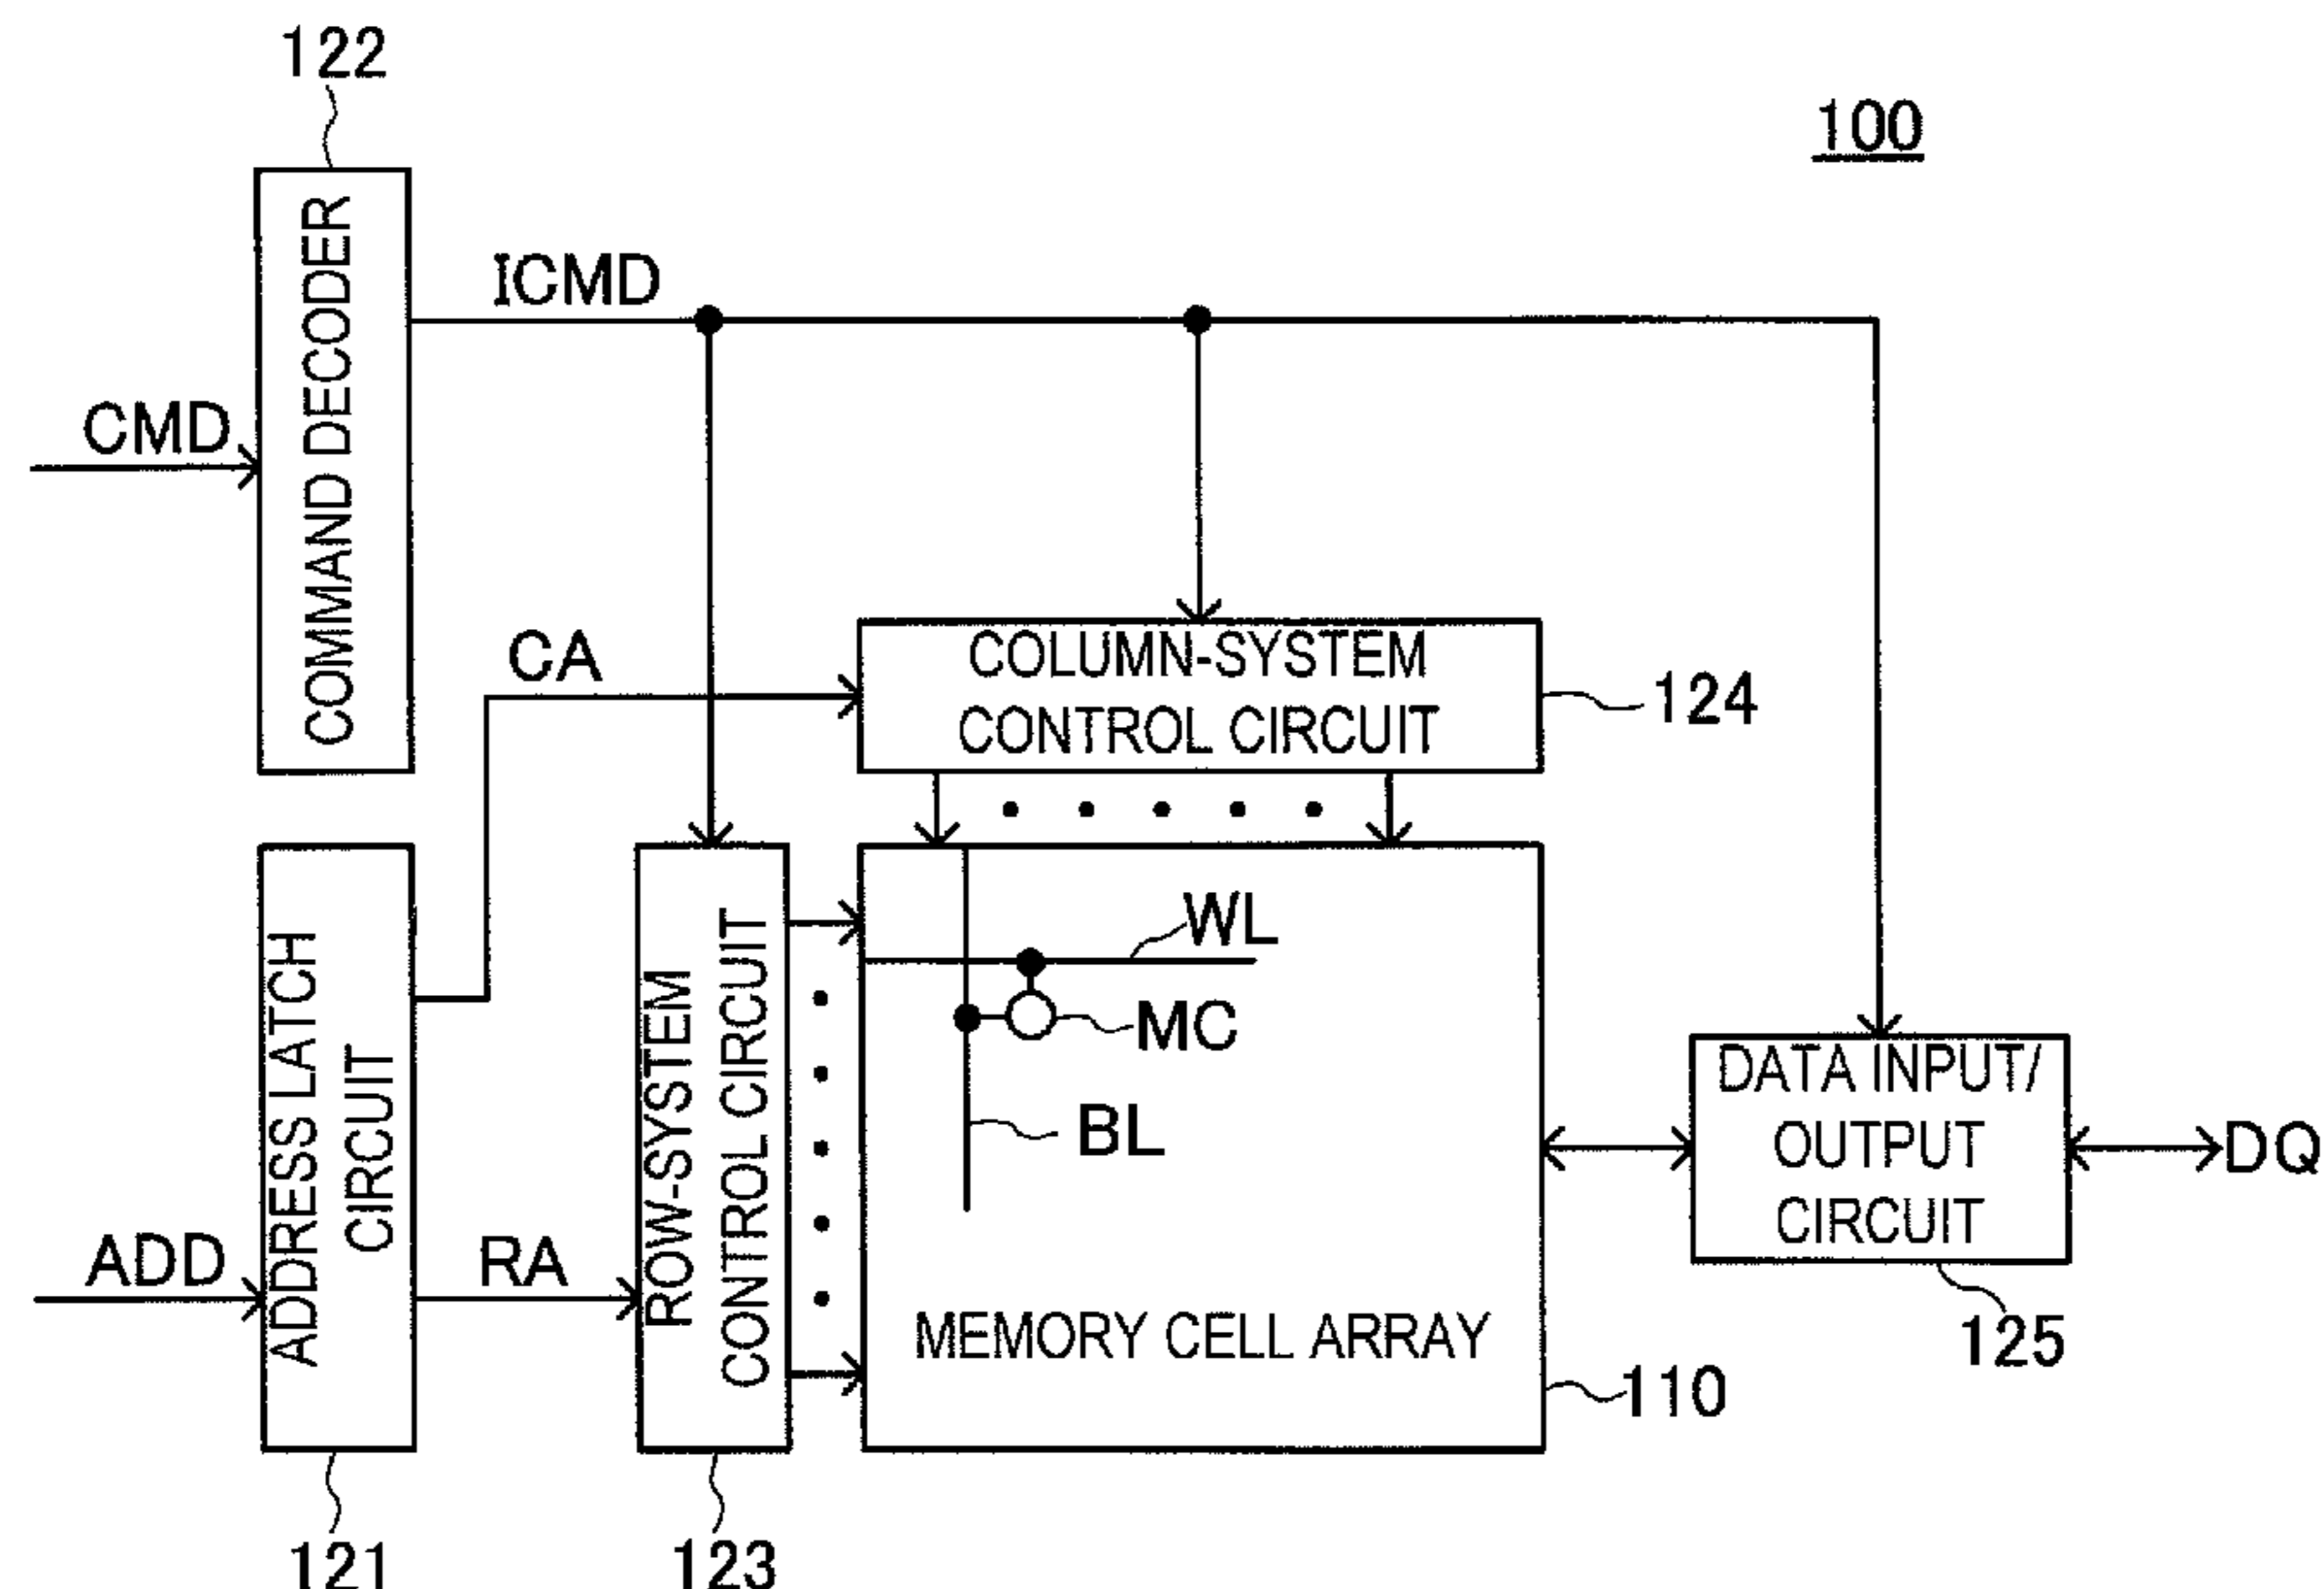 122
100
COMMAND DECODER
ICMD
CMD
CA
COLUMN-SYSTEM
CONTROL CIRCUIT
124
ADDRESS LATCH
CIRCUIT
ROW-SYSTEM
CONTROL CIRCUIT
WL
MC
BL
DATA INPUT/
OUTPUT
CIRCUIT
DQ
ADD
RA
MEMORY CELL ARRAY
125
110
121
123